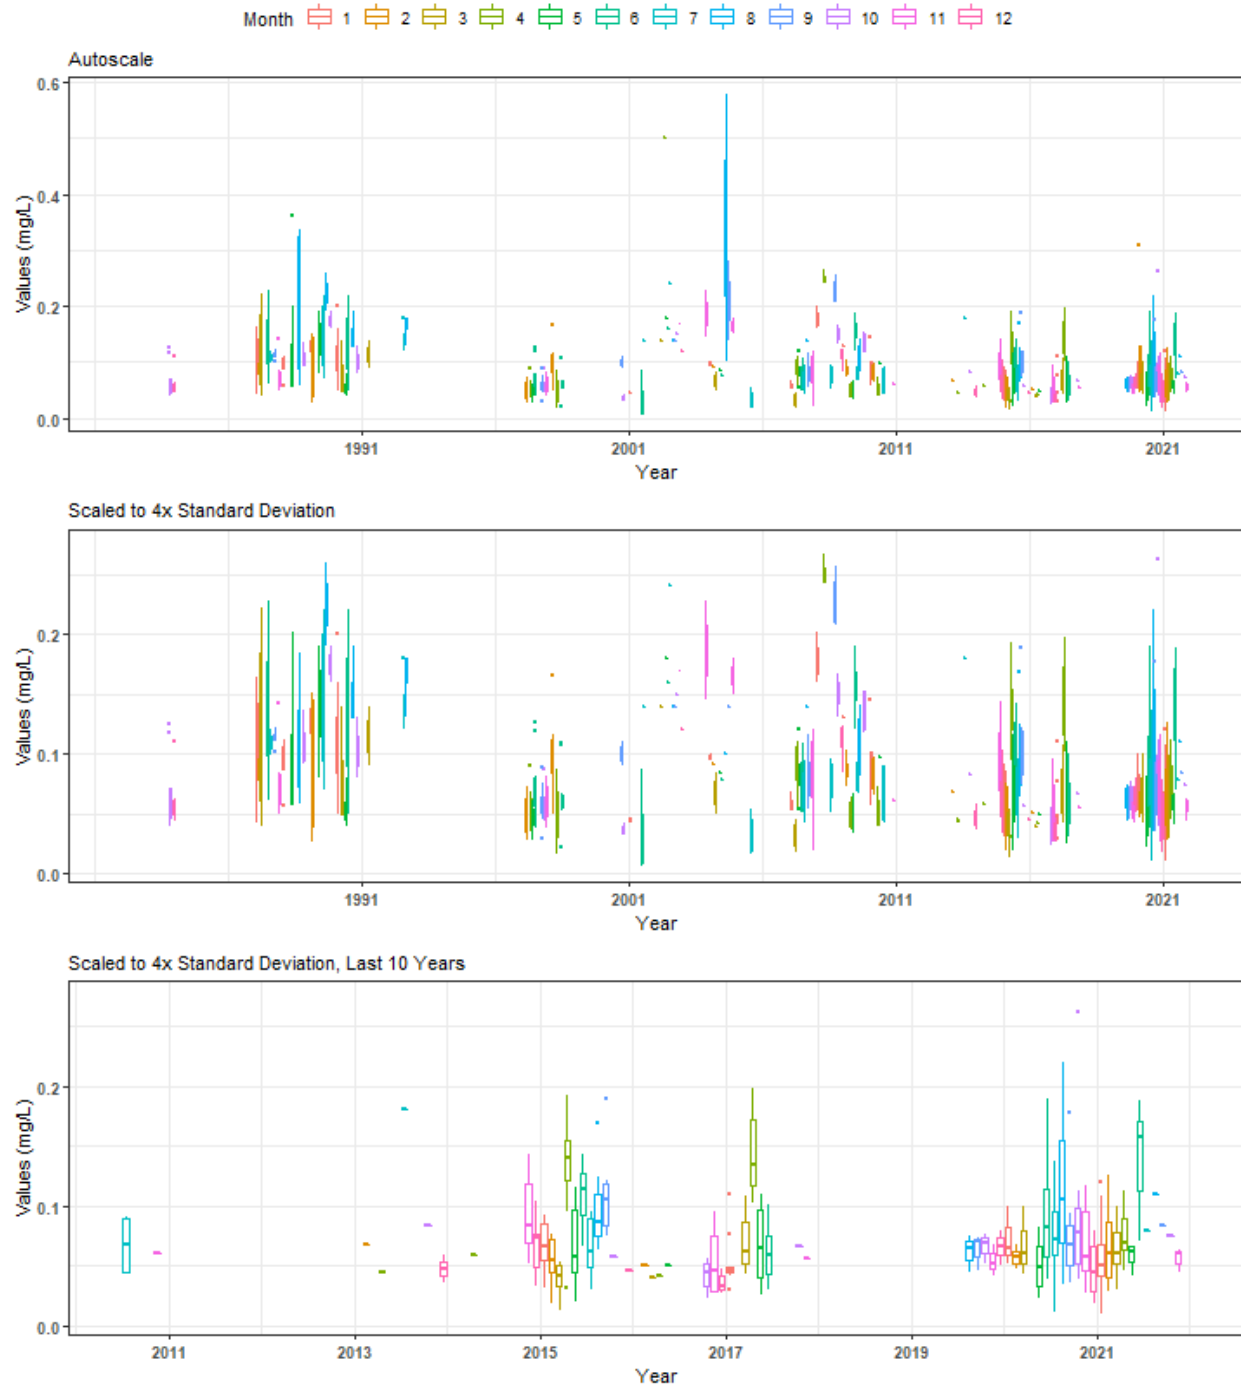 Month 1 2 3 4 5 6 7 8 9 10 11 12
Autoscale
0.6
0.4
0.2
0.0
Values (mg/L)
1991 2001 2011 2021
Year
Scaled to 4x Standard Deviation
0.2
0.1
0.0
Values (mg/L)
1991 2001 2011 2021
Year
Scaled to 4x Standard Deviation, Last 10 Years
0.2
0.1
0.0
Values (mg/L)
2011 2013 2015 2017 2019 2021
Year